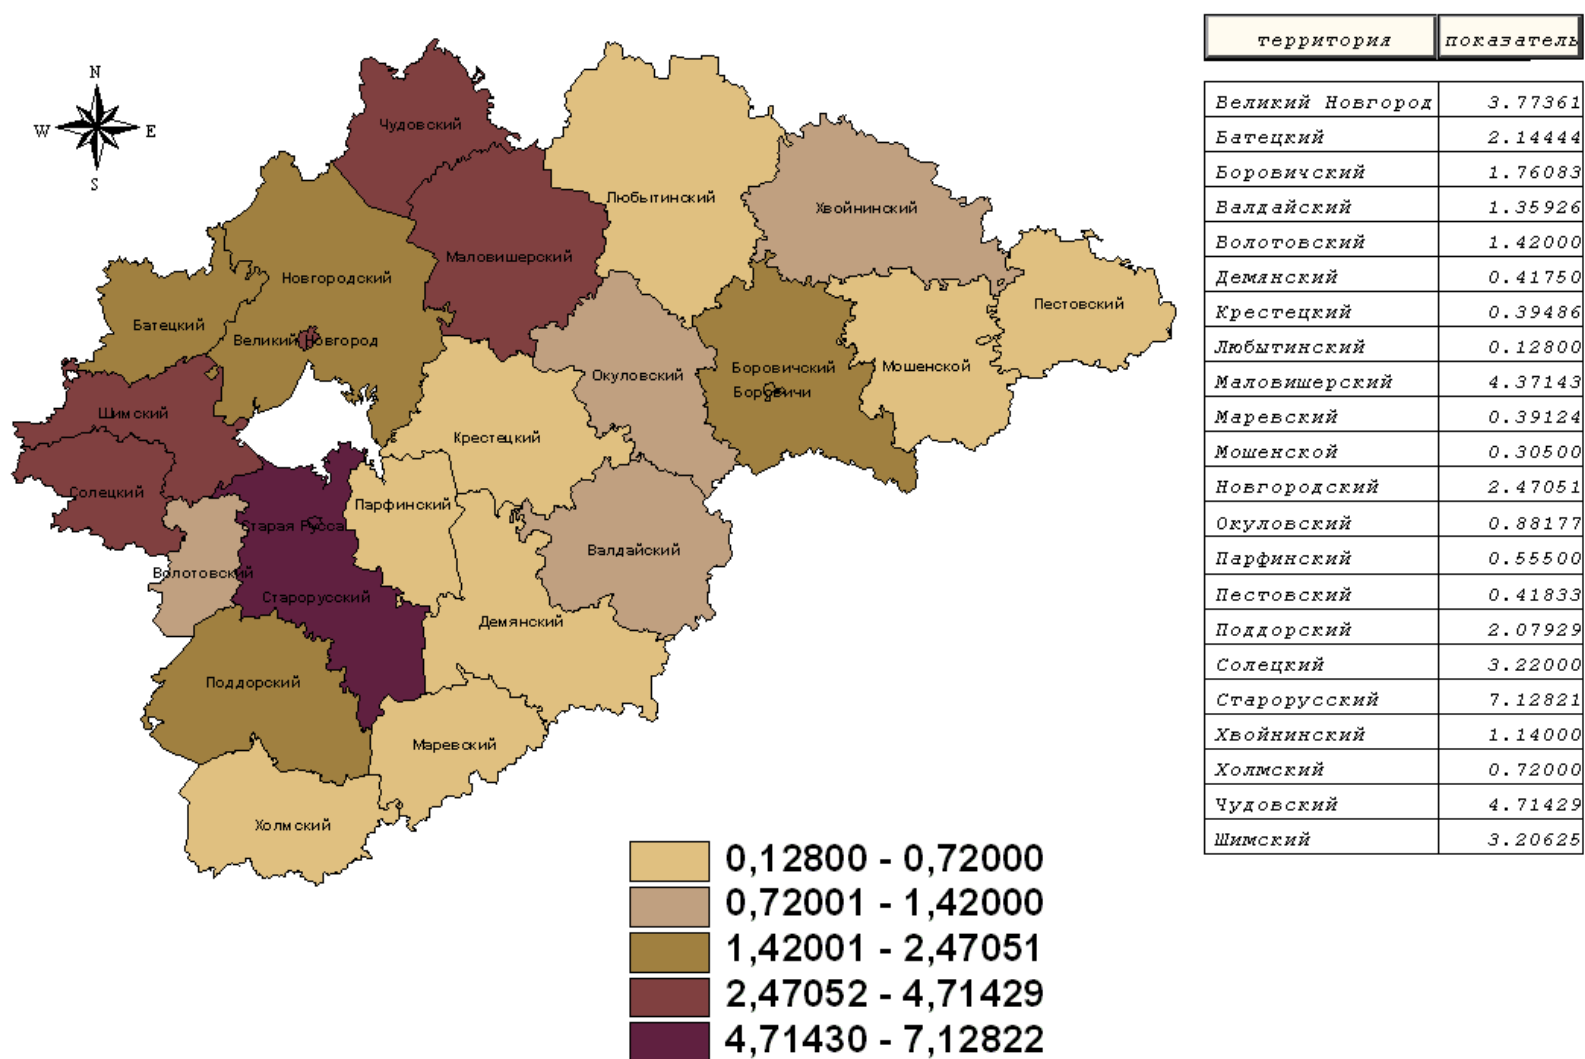 территория показатель
Великий Новгород 3.77361
Батецкий 2.14444
Боровичский 1.76083
Валдайский 1.35926
Волотовский 1.42000
Демянский 0.41750
Крестецкий 0.39486
Любытинский 0.12800
Маловишерский 4.37143
Маревский 0.39124
Мошенской 0.30500
Новгородский 2.47051
Окуловский 0.88177
Парфинский 0.55500
Пестовский 0.41833
Поддорский 2.07929
Солецкий 3.22000
Старорусский 7.12821
Хвойнинский 1.14000
Холмский 0.72000
Чудовский 4.71429
Шимский 3.20625
N
W E
S
Чудовский
Любытинский
Хвойнинский
Маловишерский
Новгородский
Пестовский
Батецкий
Великий Новгород
Боровичский
Мошенской
Окуловский
Боровичи
Шимский
Крестецкий
Солецкий
Парфинский
Старая Русса
Валдайский
Волотовский
Старорусский
Демянский
Поддорский
Маревский
Холмский
0,12800 - 0,72000
0,72001 - 1,42000
1,42001 - 2,47051
2,47052 - 4,71429
4,71430 - 7,12822